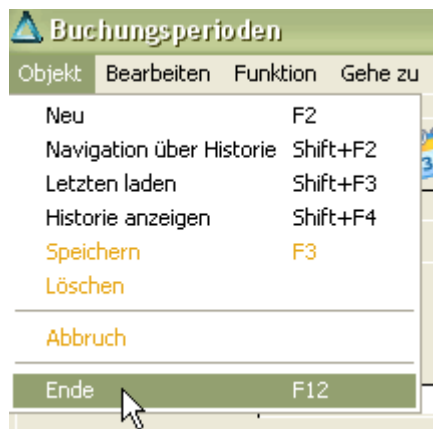 Buchungsperioden
Objekt Bearbeiten Funktion Gehe zu
Neu F2
Navigation über Historie Shift+F2
Letzten laden Shift+F3
Historie anzeigen Shift+F4
Speichern F3
Löschen
Abbruch
Ende F12